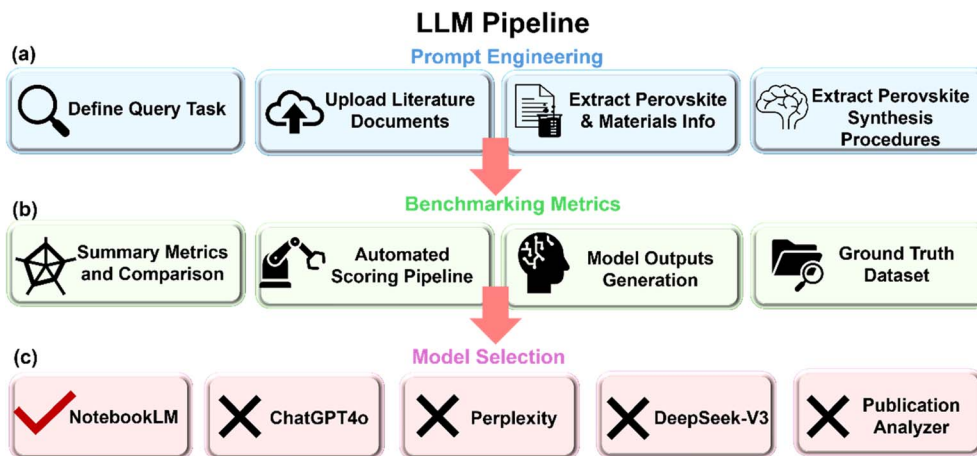 LLM Pipeline
(a)
Prompt Engineering
Define Query Task
Upload Literature
Documents
Extract Perovskite
& Materials Info
Extract Perovskite
Synthesis
Procedures
(b)
Benchmarking Metrics
Summary Metrics
and Comparison
Automated
Scoring Pipeline
Model Outputs
Generation
Ground Truth
Dataset
(c)
Model Selection
NotebookLM
ChatGPT4o
Perplexity
DeepSeek-V3
Publication
Analyzer